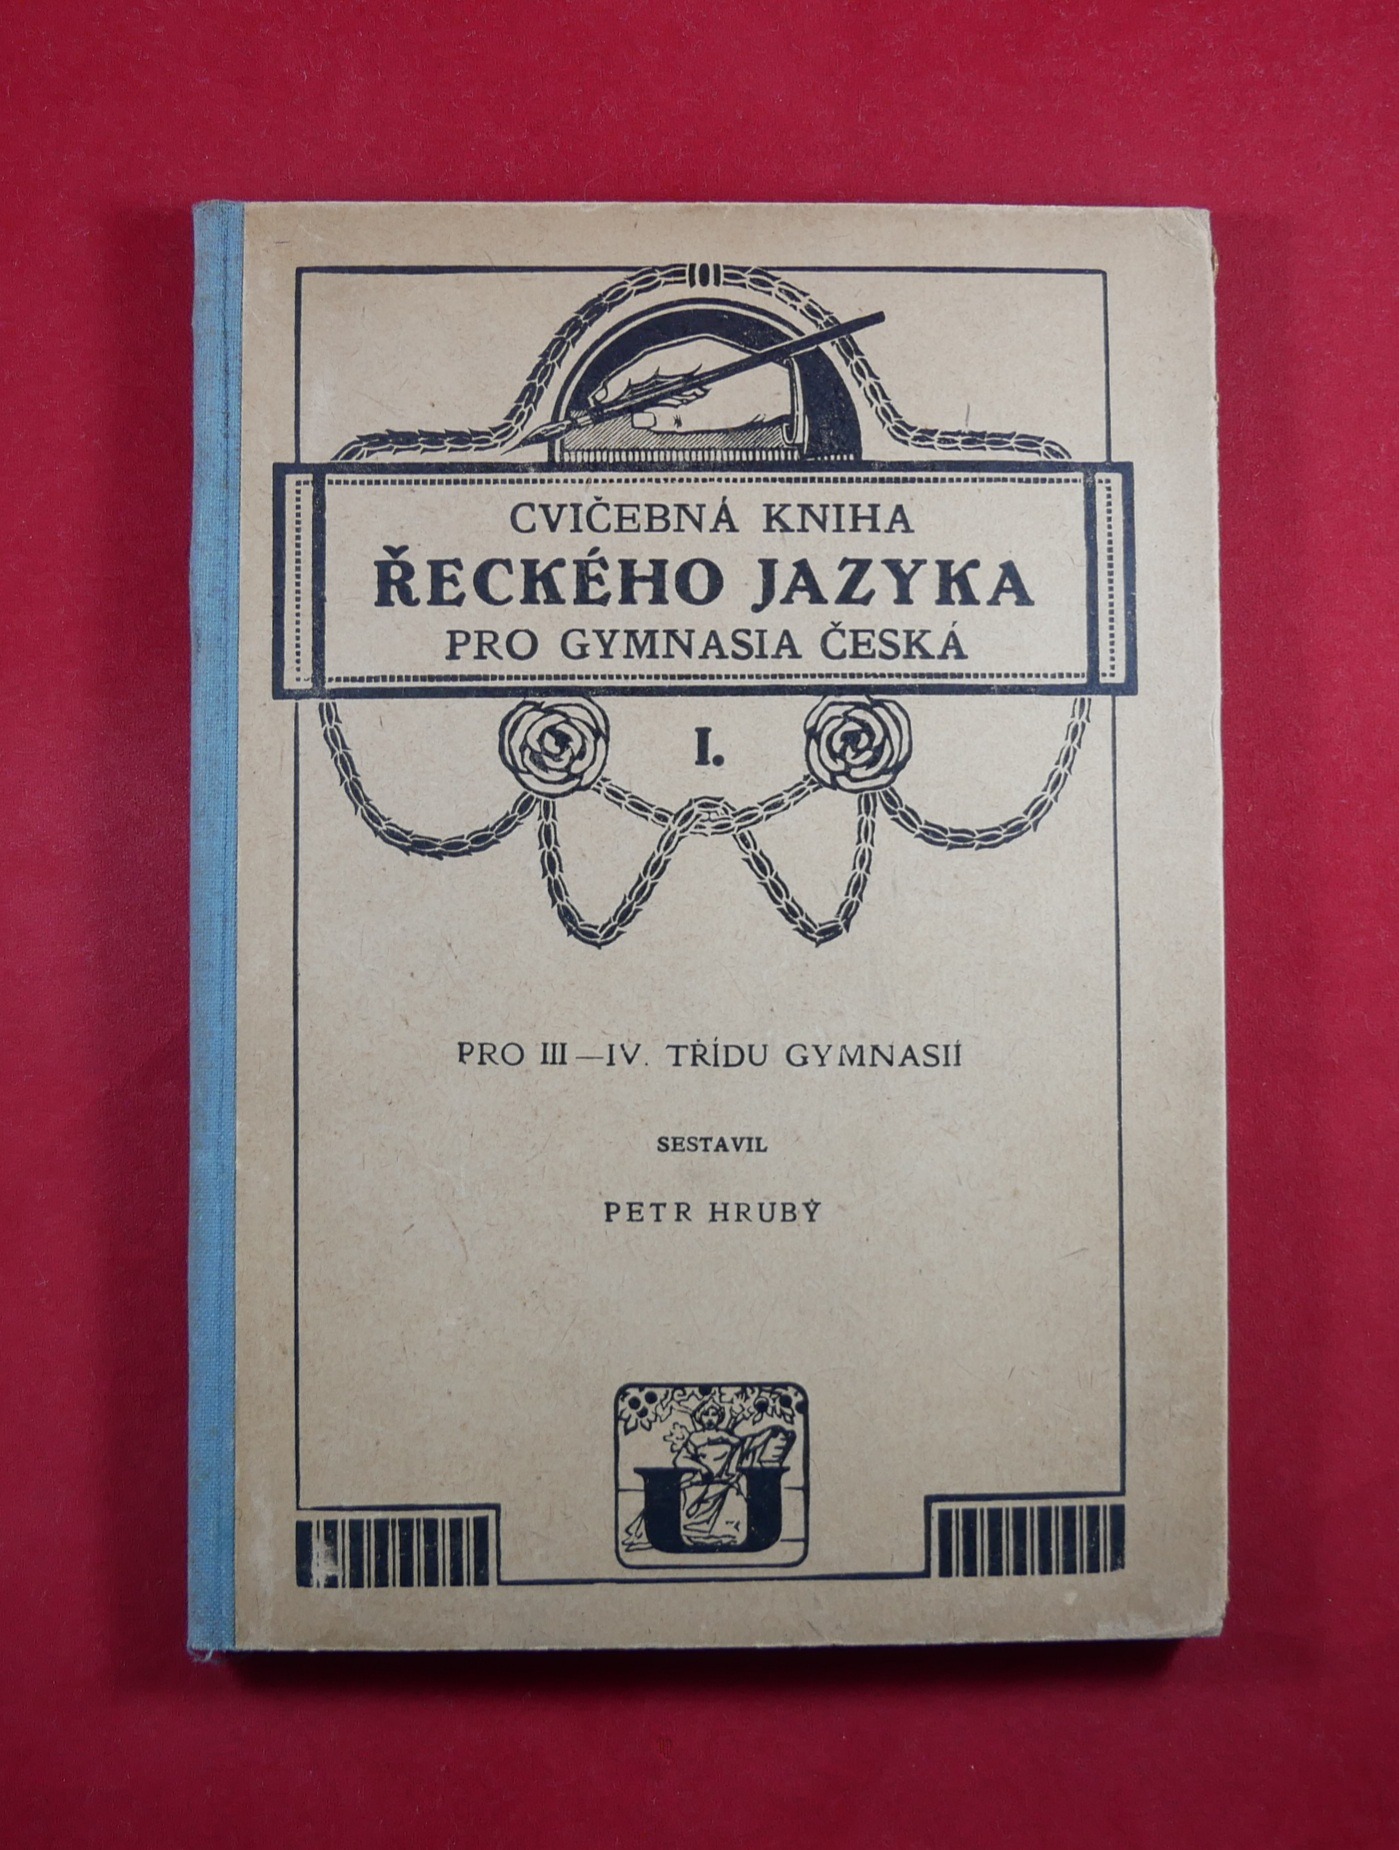 CVIČEBNÁ KNIHA
ŘECKÉHO JAZYKA
PRO GYMNASIA ČESKÁ
I.
PRO III—IV. TŘÍDU GYMNASIÍ
SESTAVIL
PETR HRUBÝ
U